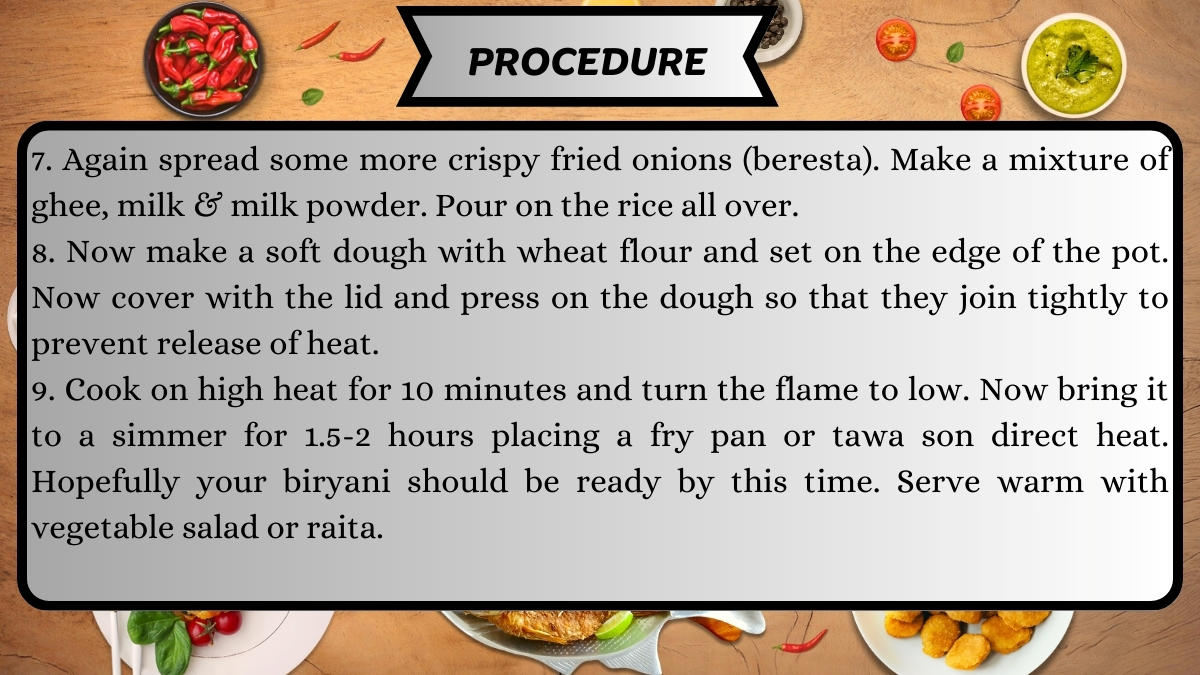 PROCEDURE
7. Again spread some more crispy fried onions (beresta). Make a mixture of
ghee, milk & milk powder. Pour on the rice all over.
8. Now make a soft dough with wheat flour and set on the edge of the pot.
Now cover with the lid and press on the dough so that they join tightly to
prevent release of heat.
9. Cook on high heat for 10 minutes and turn the flame to low. Now bring it
to a simmer for 1.5-2 hours placing a fry pan or tawa son direct heat.
Hopefully your biryani should be ready by this time. Serve warm with
vegetable salad or raita.